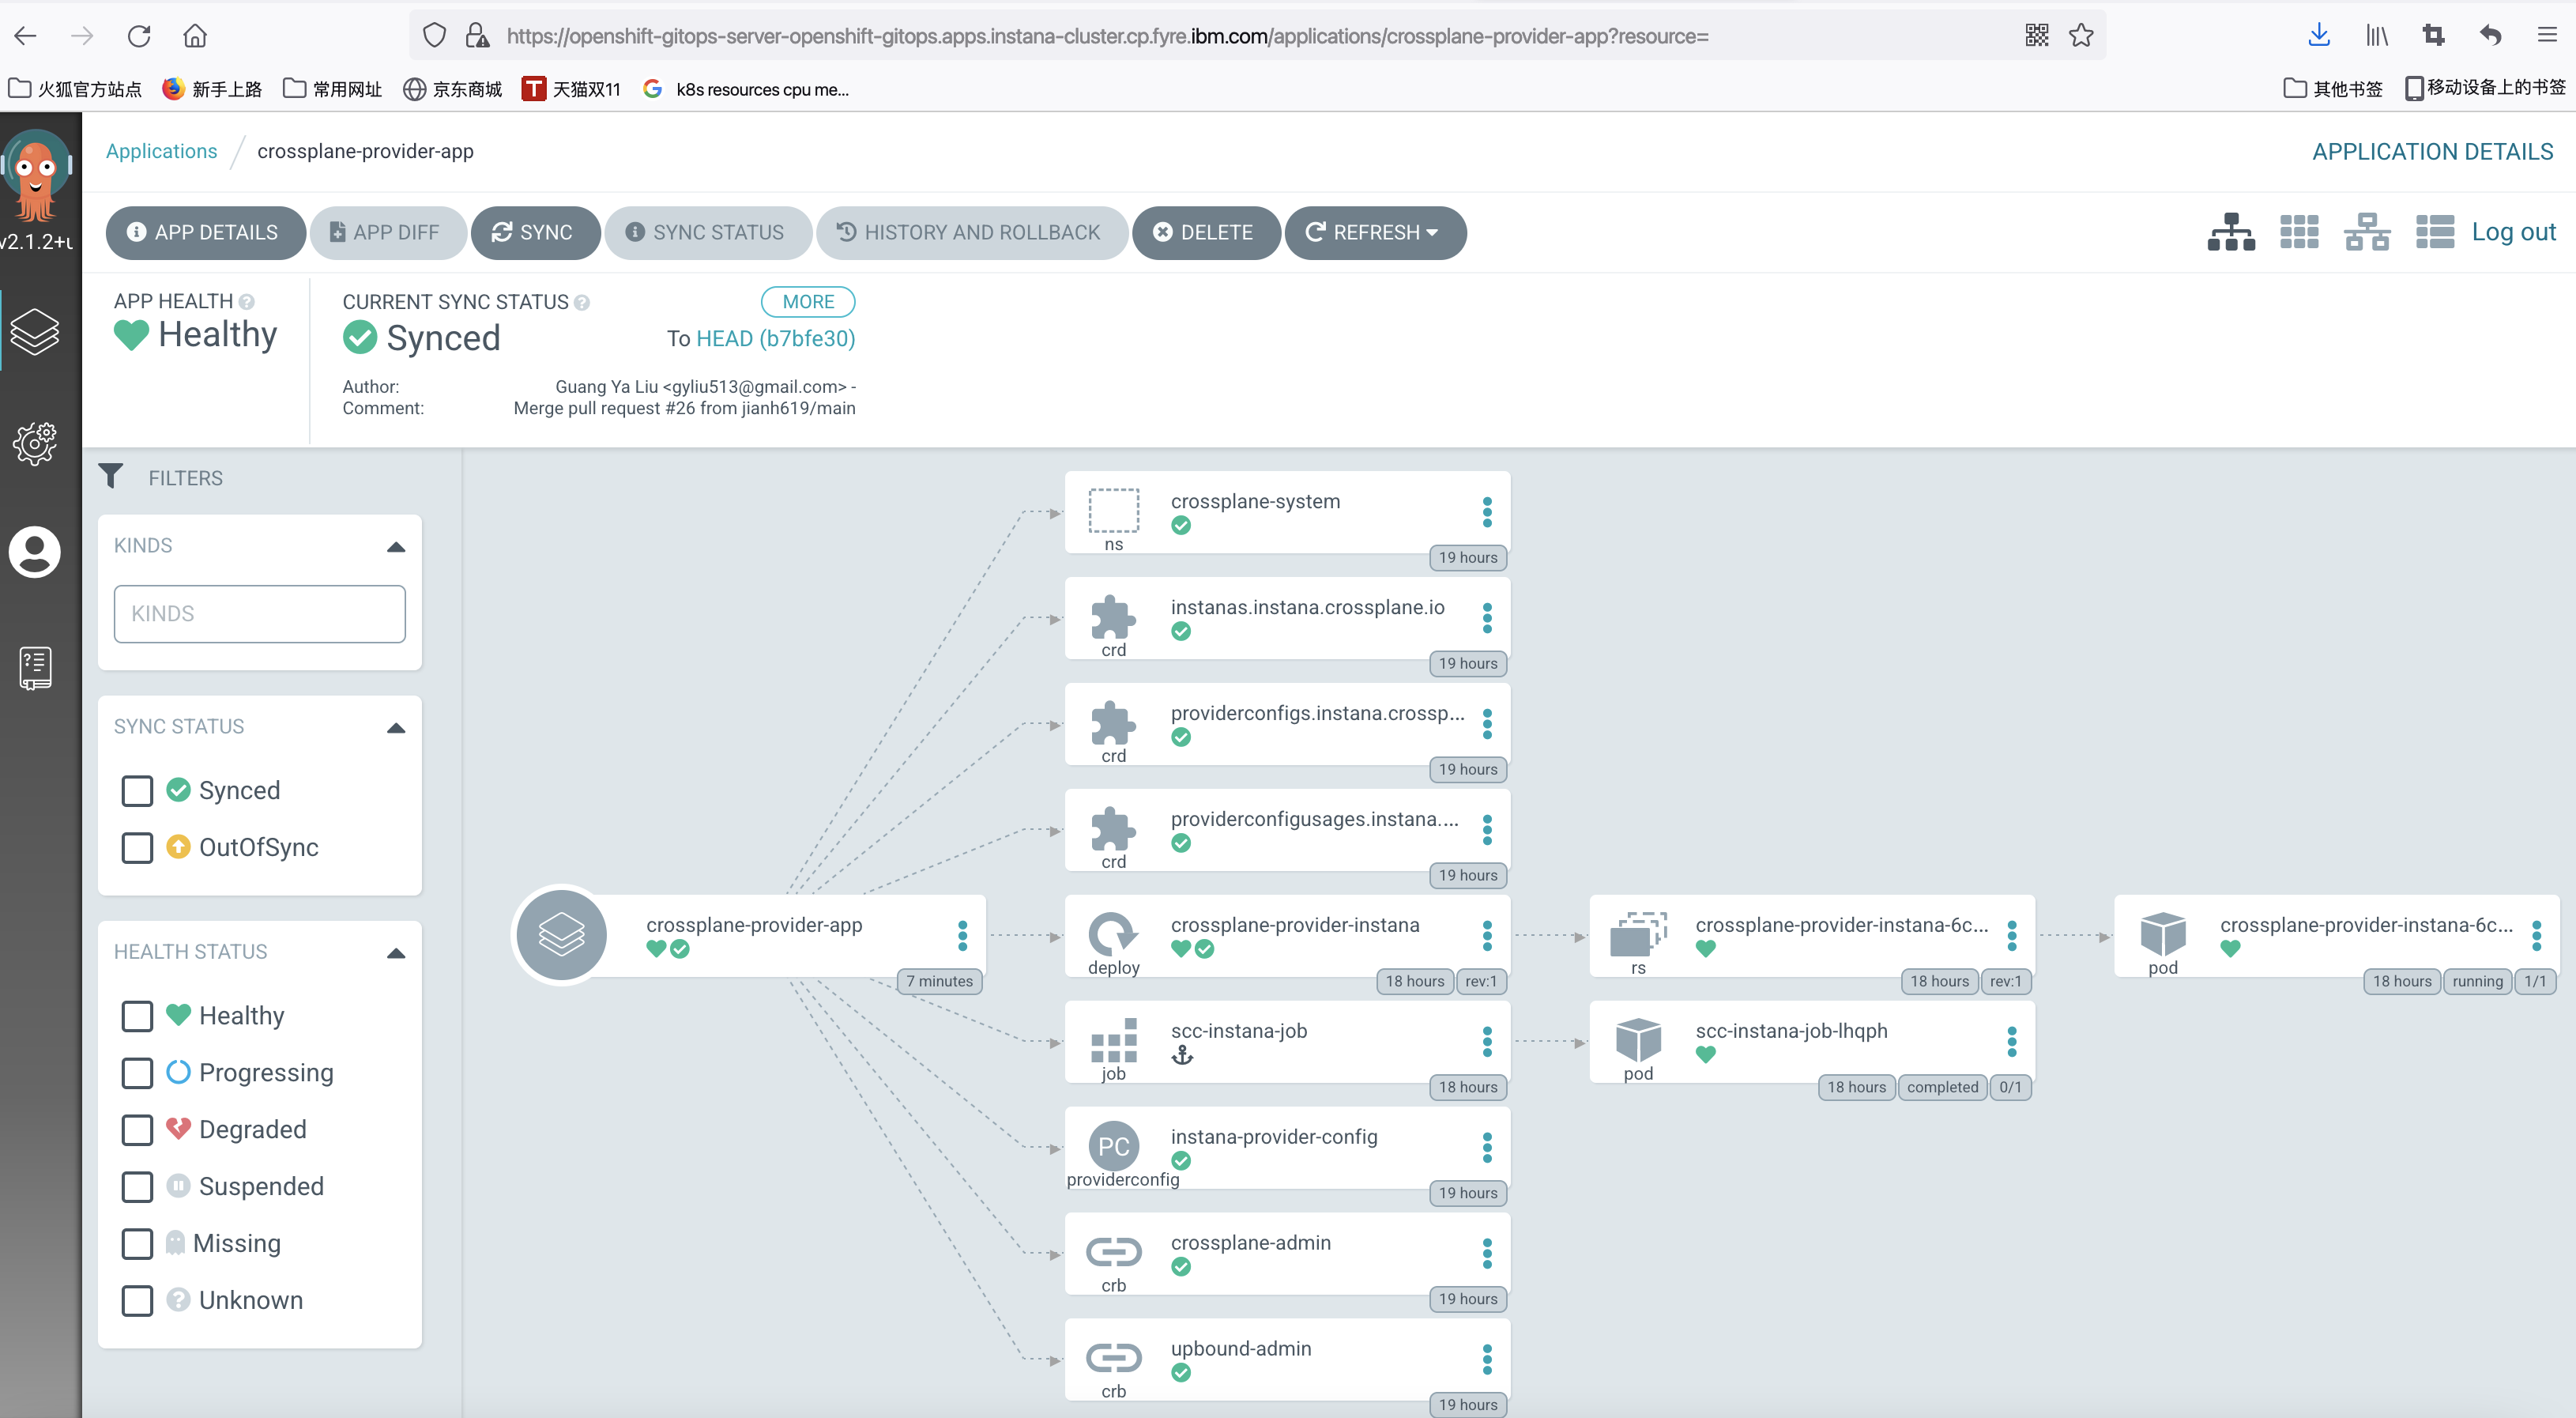 https://openshift-gitops-server-openshift-gitops.apps.instana-cluster.cp.fyre.ibm.com/applications/crossplane-provider-app?resource=
火狐官方站点 新手上路 常用网址 京东商城 T 天猫双11 G k8s resources cpu me... 其他书签 移动设备上的书签
Applications / crossplane-provider-app APPLICATION DETAILS
v2.1.2+u
APP DETAILS APP DIFF SYNC SYNC STATUS HISTORY AND ROLLBACK DELETE REFRESH Log out
APP HEALTH ? CURRENT SYNC STATUS ? MORE
Healthy Synced To HEAD (b7bfe30)
Author: Guang Ya Liu <gyliu513@gmail.com> -
Comment: Merge pull request #26 from jianh619/main
FILTERS
KINDS
KINDS
SYNC STATUS
Synced
OutOfSync
HEALTH STATUS
Healthy
Progressing
Degraded
Suspended
Missing
Unknown
crossplane-provider-app
7 minutes
crossplane-system
ns
19 hours
instanas.instana.crossplane.io
crd
19 hours
providerconfigs.instana.crossp...
crd
19 hours
providerconfigusages.instana....
crd
19 hours
crossplane-provider-instana
deploy
18 hours rev:1
crossplane-provider-instana-6c...
rs
18 hours rev:1
crossplane-provider-instana-6c...
pod
18 hours running 1/1
scc-instana-job
job
18 hours
scc-instana-job-lhqph
pod
18 hours completed 0/1
PC instana-provider-config
providerconfig
19 hours
crossplane-admin
crb
19 hours
upbound-admin
crb
19 hours